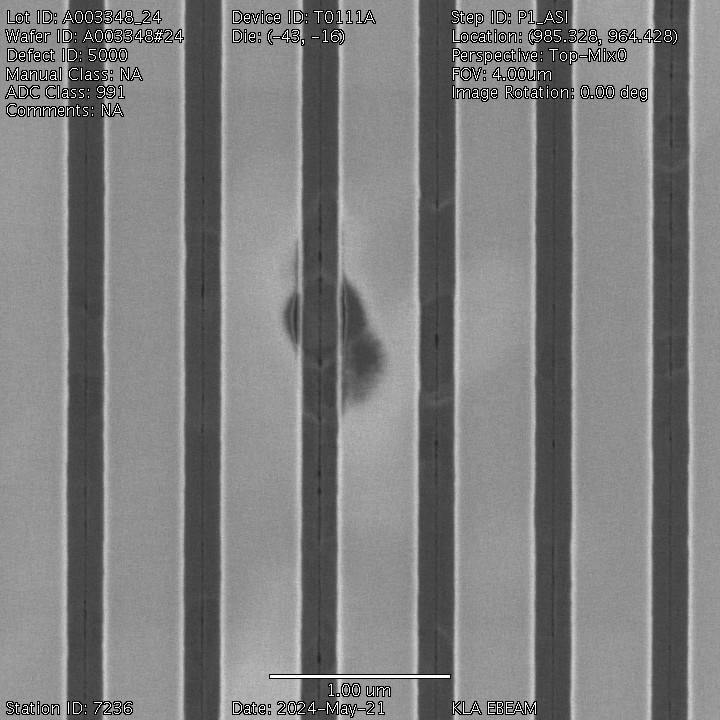 Lot ID: A003348_24
Wafer ID: A003348#24
Defect ID: 5000
Manual Class: NA
ADC Class: 991
Comments: NA
Device ID: T0111A
Die: (-43, -16)
Step ID: P1_ASI
Location: (985.328, 964.428)
Perspective: Top-Mix0
FOV: 4.00um
Image Rotation: 0.00 deg
1.00 um
Station ID: 7236
Date: 2024-May-21
KLA EBEAM